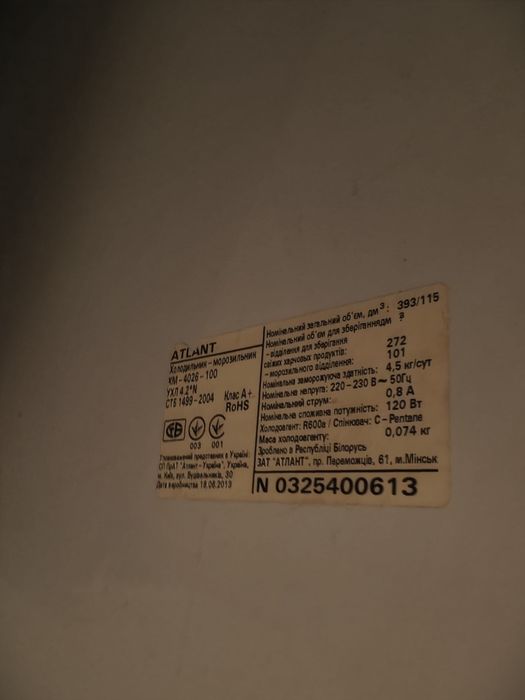 ATLANT
Холодильник-морозильник
ХМ-4026-100
УХЛ 4.2*N
СТБ 1499-2004
Клас А+
RoHS
003 001
Уповноважений представник в Україні:
СП ПрАТ "Атлант-Україна", Україна,
м. Київ, вул. Вишняківська, 30
Дата виробництва 18.06.2013
Номінальний загальний об'єм, дм³: 393/115
Номінальний об'єм для зберігання дм³
-відділення для зберігання
свіжих харчових продуктів: 272
-морозильного відділення: 101
Номінальна заморожуюча здатність: 4,5 кг/сут
Номінальна напруга: 220-230 В ~ 50Гц
Номінальний струм: 0,8 А
Номінальна споживна потужність: 120 Вт
Холодоагент: R600a / Спінювач: C-Pentane
Маса холодоагенту: 0,074 кг
Зроблено в Республіці Білорусь
ЗАТ "АТЛАНТ", пр. Переможців, 61, м.Мінськ
N 0325400613